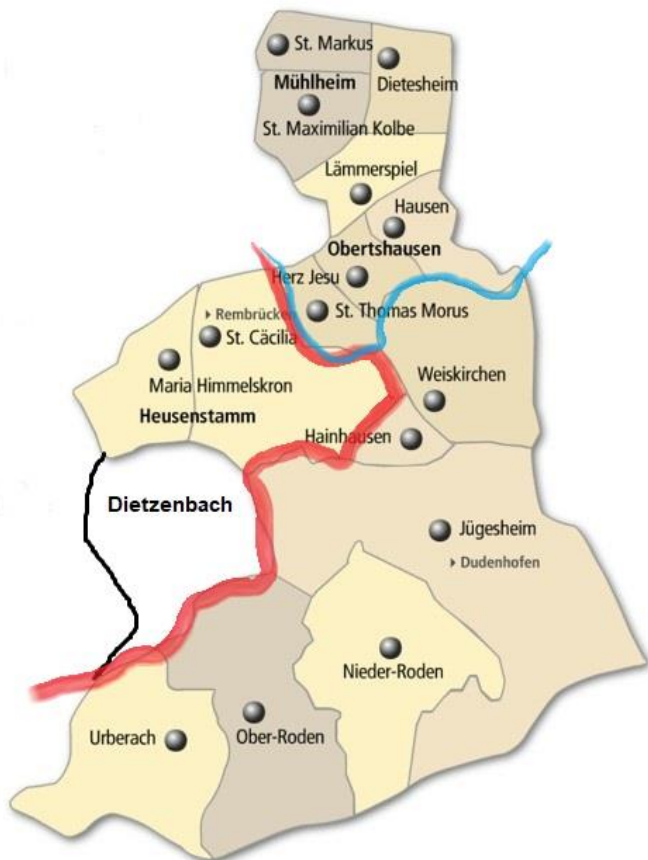 St. Markus
Dietesheim
Mühlheim
St. Maximilian Kolbe
Lämmerspiel
Hausen
Obertshausen
Herz Jesu
St. Thomas Morus
▸ Rembrücken
St. Cäcilia
Maria Himmelskron
Heusenstamm
Weiskirchen
Hainhausen
Dietzenbach
Jügesheim
▸ Dudenhofen
Nieder-Roden
Urberach
Ober-Roden